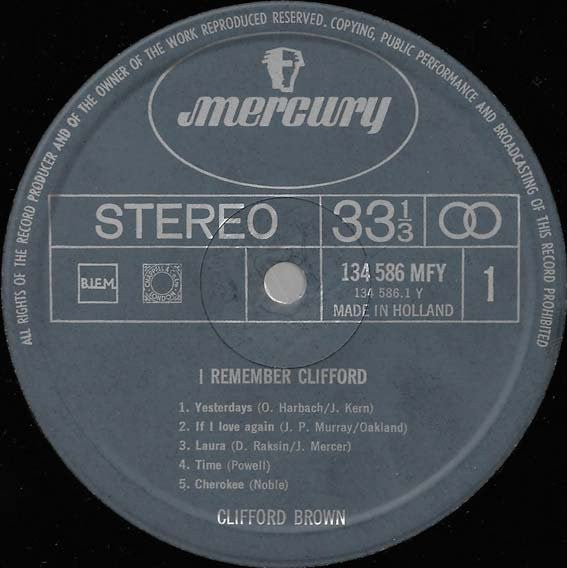 ALL RIGHTS OF THE RECORD PRODUCER AND OF THE OWNER OF THE WORK REPRODUCED RESERVED. COPYING, PUBLIC PERFORMANCE AND BROADCASTING OF THIS RECORD PROHIBITED
mercury
STEREO
33 1/3
B.I.E.M.
134 586 MFY
134 586.1 Y
MADE IN HOLLAND
1
I REMEMBER CLIFFORD
1. Yesterdays (O. Harbach/J. Kern)
2. If I love again (J. P. Murray/Oakland)
3. Laura (D. Raksin/J. Mercer)
4. Time (Powell)
5. Cherokee (Noble)
CLIFFORD BROWN